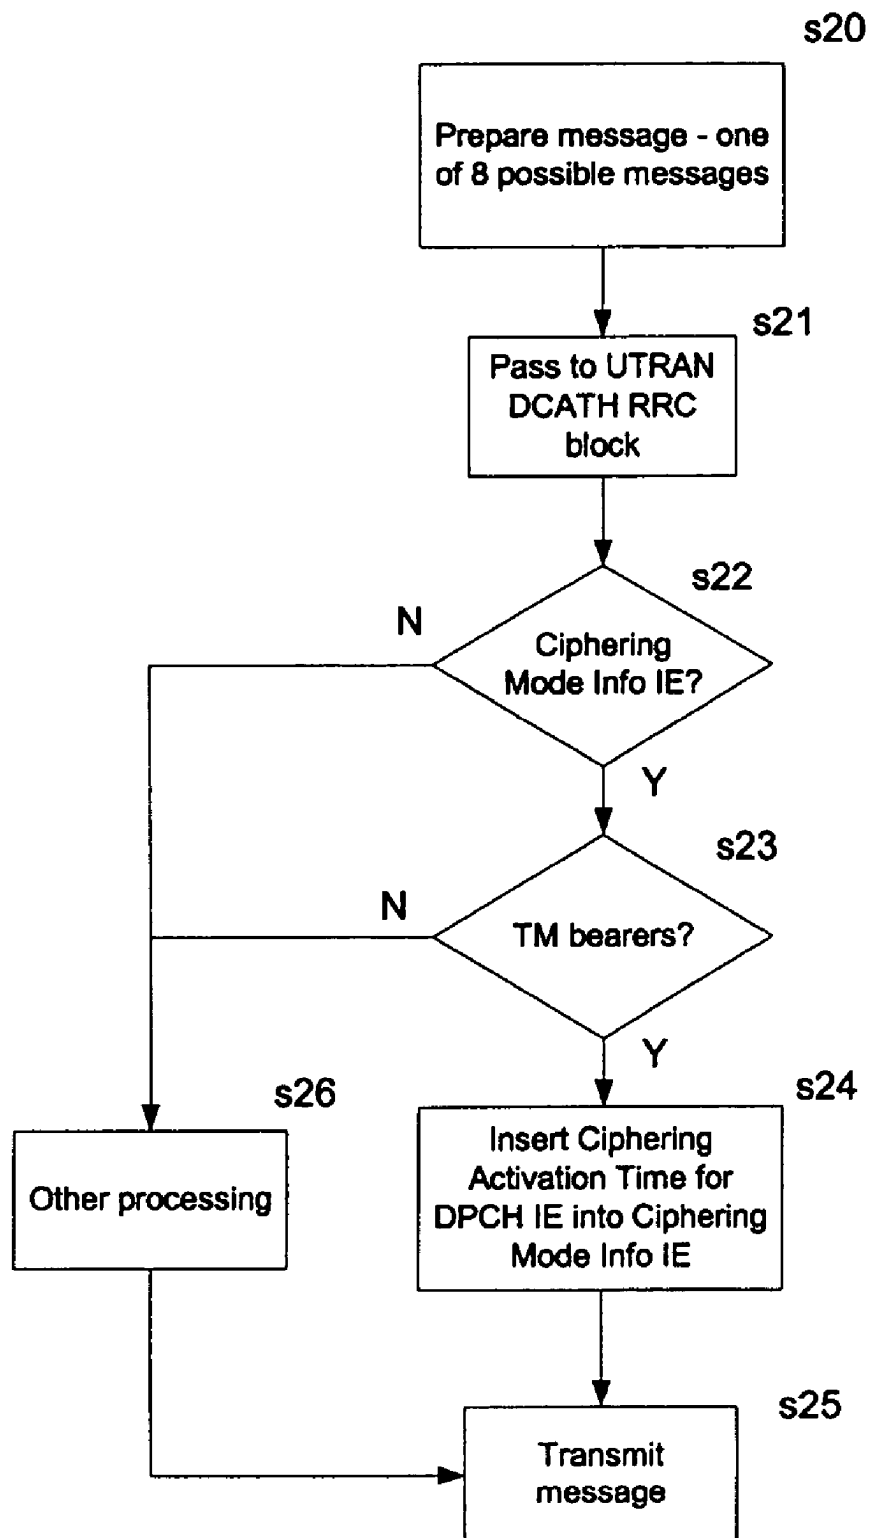 s20
Prepare message - one
of 8 possible messages
s21
Pass to UTRAN
DCATH RRC
block
s22
N
Ciphering
Mode Info IE?
Y
s23
N
TM bearers?
Y
s26
s24
Other processing
Insert Ciphering
Activation Time for
DPCH IE into Ciphering
Mode Info IE
s25
Transmit
message